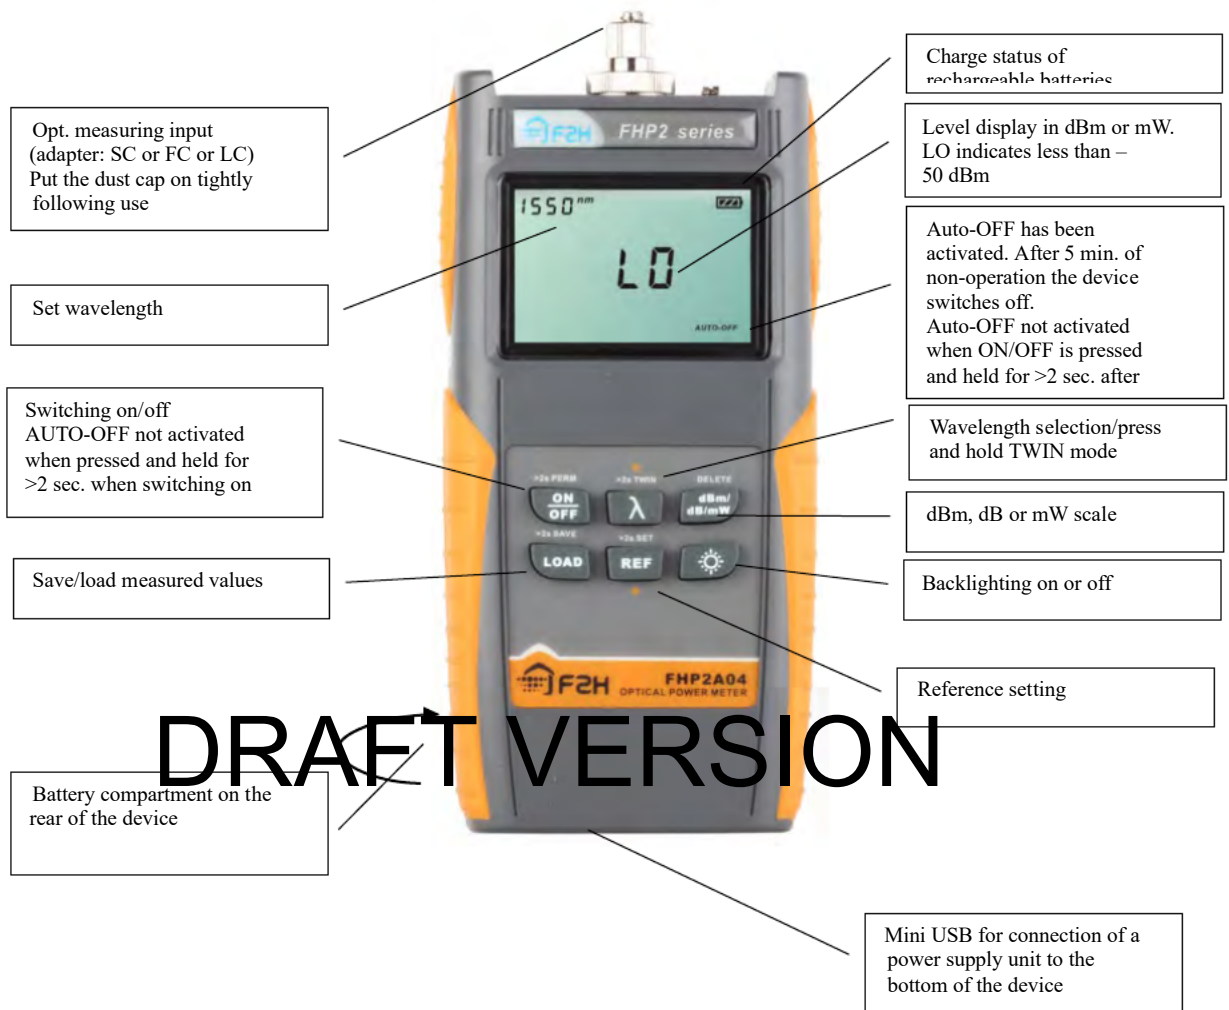 Opt. measuring input
(adapter: SC or FC or LC)
Put the dust cap on tightly
following use
Set wavelength
Switching on/off
AUTO-OFF not activated
when pressed and held for
>2 sec. when switching on
Save/load measured values
Battery compartment on the
rear of the device
F2H
FHP2 series
1550 nm
LO
AUTO-OFF
>2s PERM
>2s TWIN
DELETE
ON
OFF
λ
dBm/
dB/mW
>2s SAVE
>2s SET
LOAD
REF
F2H
FHP2A04
OPTICAL POWER METER
DRAFT VERSION
Charge status of
rechargeable batteries
Level display in dBm or mW.
LO indicates less than –
50 dBm
Auto-OFF has been
activated. After 5 min. of
non-operation the device
switches off.
Auto-OFF not activated
when ON/OFF is pressed
and held for >2 sec. after
Wavelength selection/press
and hold TWIN mode
dBm, dB or mW scale
Backlighting on or off
Reference setting
Mini USB for connection of a
power supply unit to the
bottom of the device